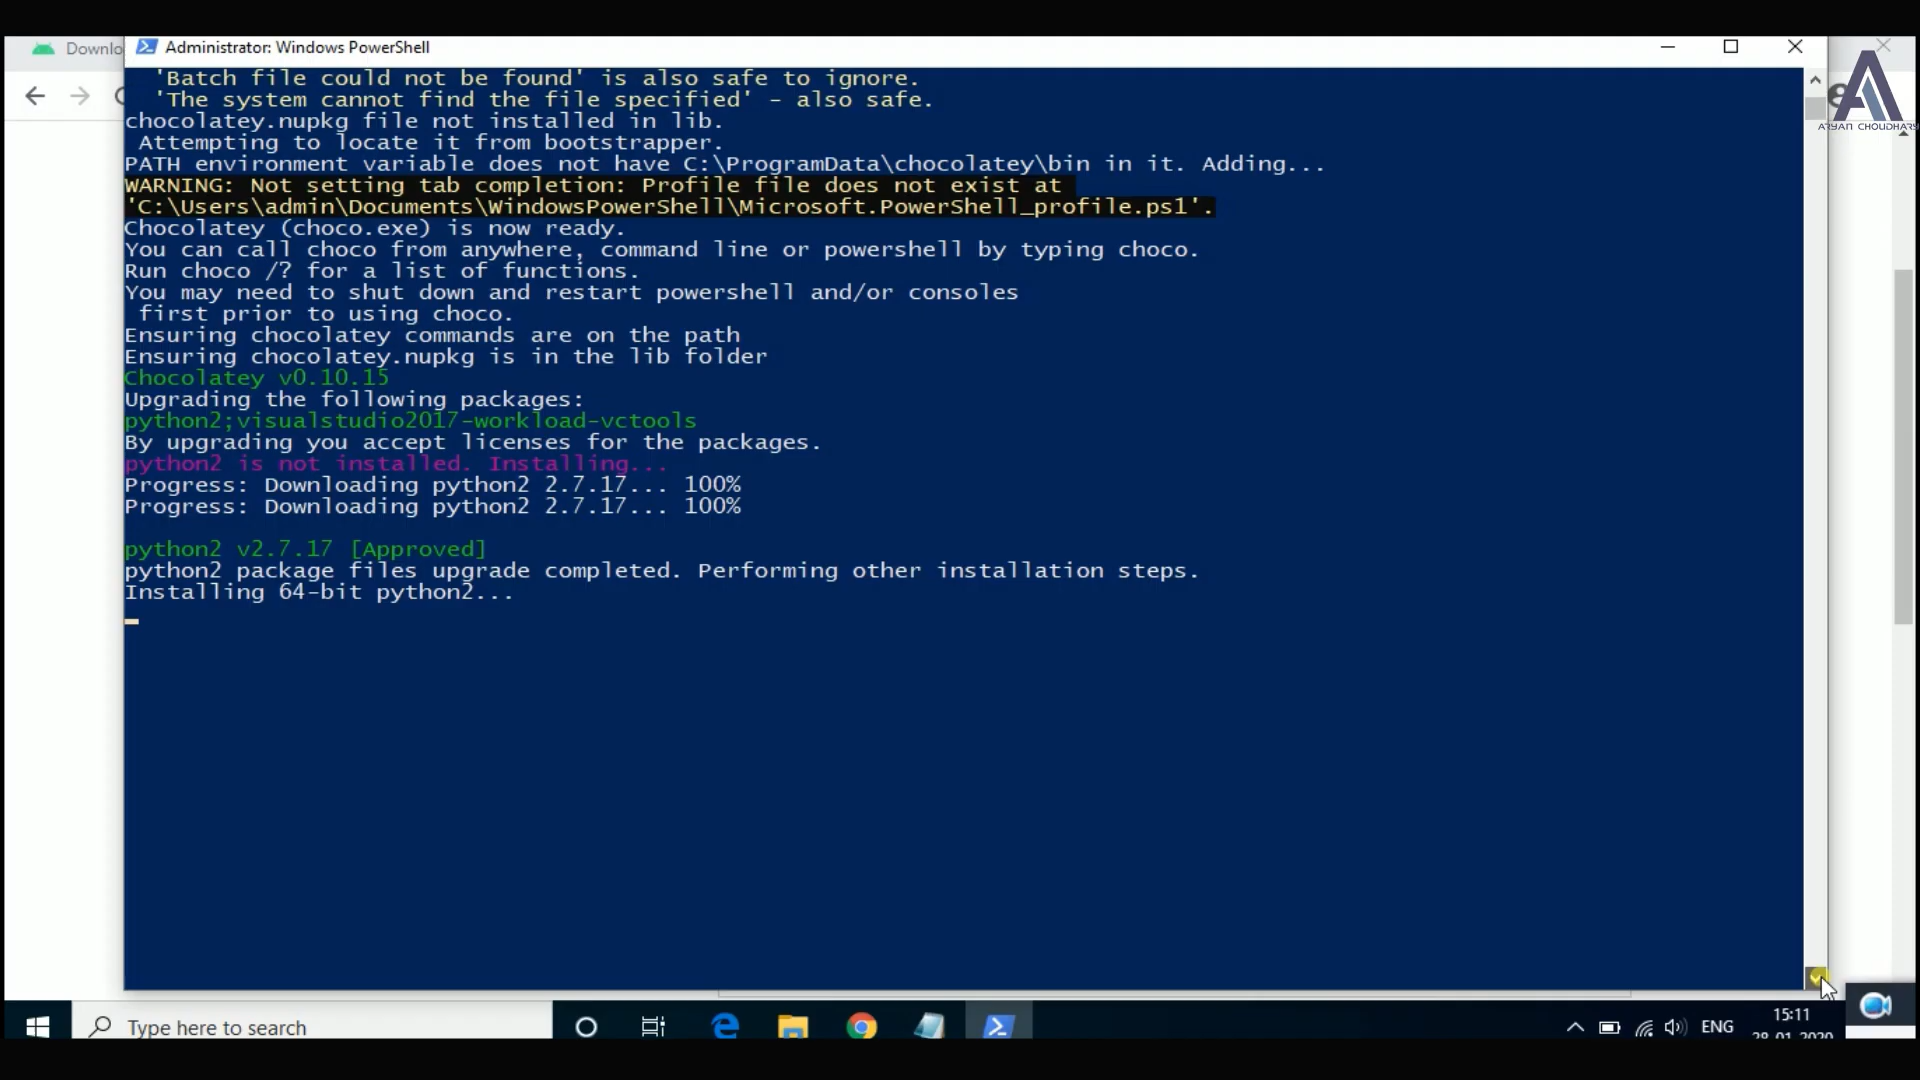 Downlo
Administrator: Windows PowerShell
'Batch file could not be found' is also safe to ignore.
'The system cannot find the file specified' - also safe.
chocolatey.nupkg file not installed in lib.
Attempting to locate it from bootstrapper.
PATH environment variable does not have C:\ProgramData\chocolatey\bin in it. Adding...
WARNING: Not setting tab completion: Profile file does not exist at
'C:\Users\admin\Documents\WindowsPowerShell\Microsoft.PowerShell_profile.ps1'.
Chocolatey (choco.exe) is now ready.
You can call choco from anywhere, command line or powershell by typing choco.
Run choco /? for a list of functions.
You may need to shut down and restart powershell and/or consoles
first prior to using choco.
Ensuring chocolatey commands are on the path
Ensuring chocolatey.nupkg is in the lib folder
Chocolatey v0.10.15
Upgrading the following packages:
python2;visualstudio2017-workload-vctools
By upgrading you accept licenses for the packages.
python2 is not installed. Installing...
Progress: Downloading python2 2.7.17... 100%
Progress: Downloading python2 2.7.17... 100%
python2 v2.7.17 [Approved]
python2 package files upgrade completed. Performing other installation steps.
Installing 64-bit python2...
ARYAN CHOUDHARY
Type here to search
ENG
15:11
28-01-2020